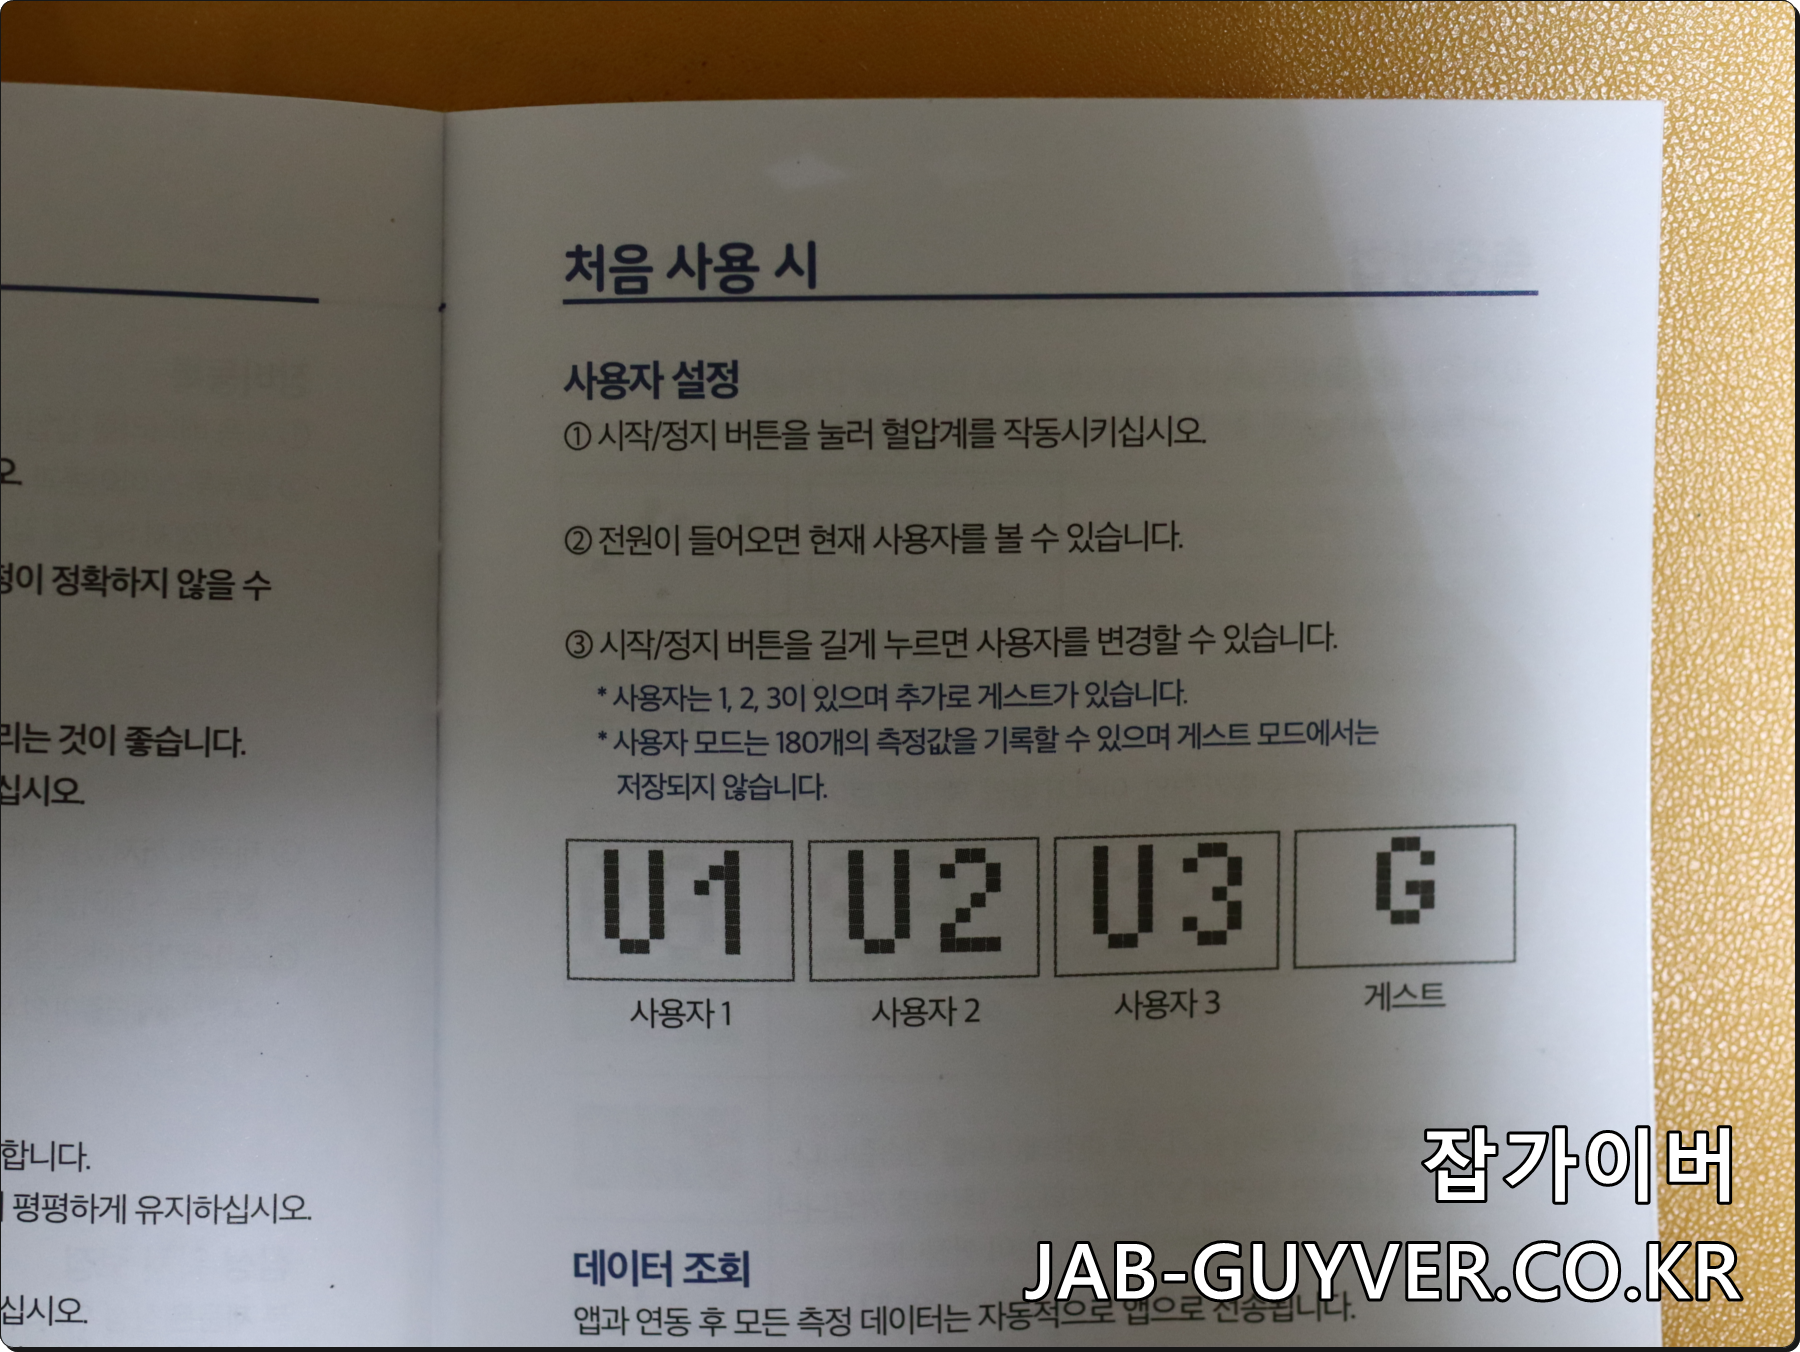 오.
정이 정확하지 않을 수
리는 것이 좋습니다.
십시오.
합니다.
평평하게 유지하십시오.
십시오.
처음 사용 시
사용자 설정
① 시작/정지 버튼을 눌러 혈압계를 작동시키십시오.
② 전원이 들어오면 현재 사용자를 볼 수 있습니다.
③ 시작/정지 버튼을 길게 누르면 사용자를 변경할 수 있습니다.
* 사용자는 1, 2, 3이 있으며 추가로 게스트가 있습니다.
* 사용자 모드는 180개의 측정값을 기록할 수 있으며 게스트 모드에서는
저장되지 않습니다.
U1 U2 U3 G
사용자 1 사용자 2 사용자 3 게스트
데이터 조회
앱과 연동 후 모든 측정 데이터는 자동적으로 앱으로 전송됩니다.
잡가이버
JAB-GUYVER.CO.KR